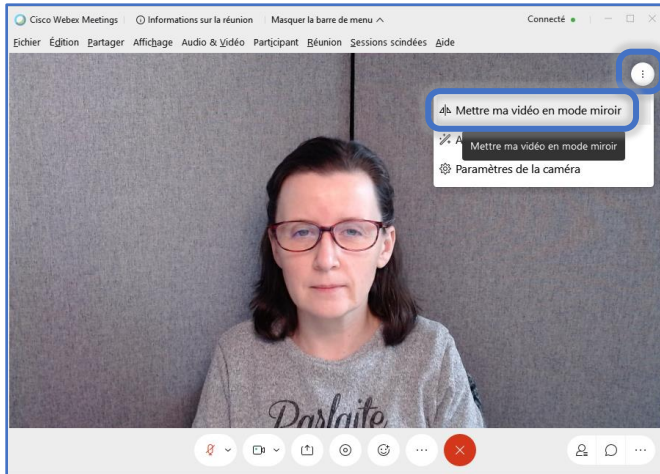 Cisco Webex Meetings Informations sur la réunion Masquer la barre de menu Connecté
Fichier Édition Partager Affichage Audio & Vidéo Participant Réunion Sessions scindées Aide
Mettre ma vidéo en mode miroir
A
Mettre ma vidéo en mode miroir
Paramètres de la caméra
Parfaite